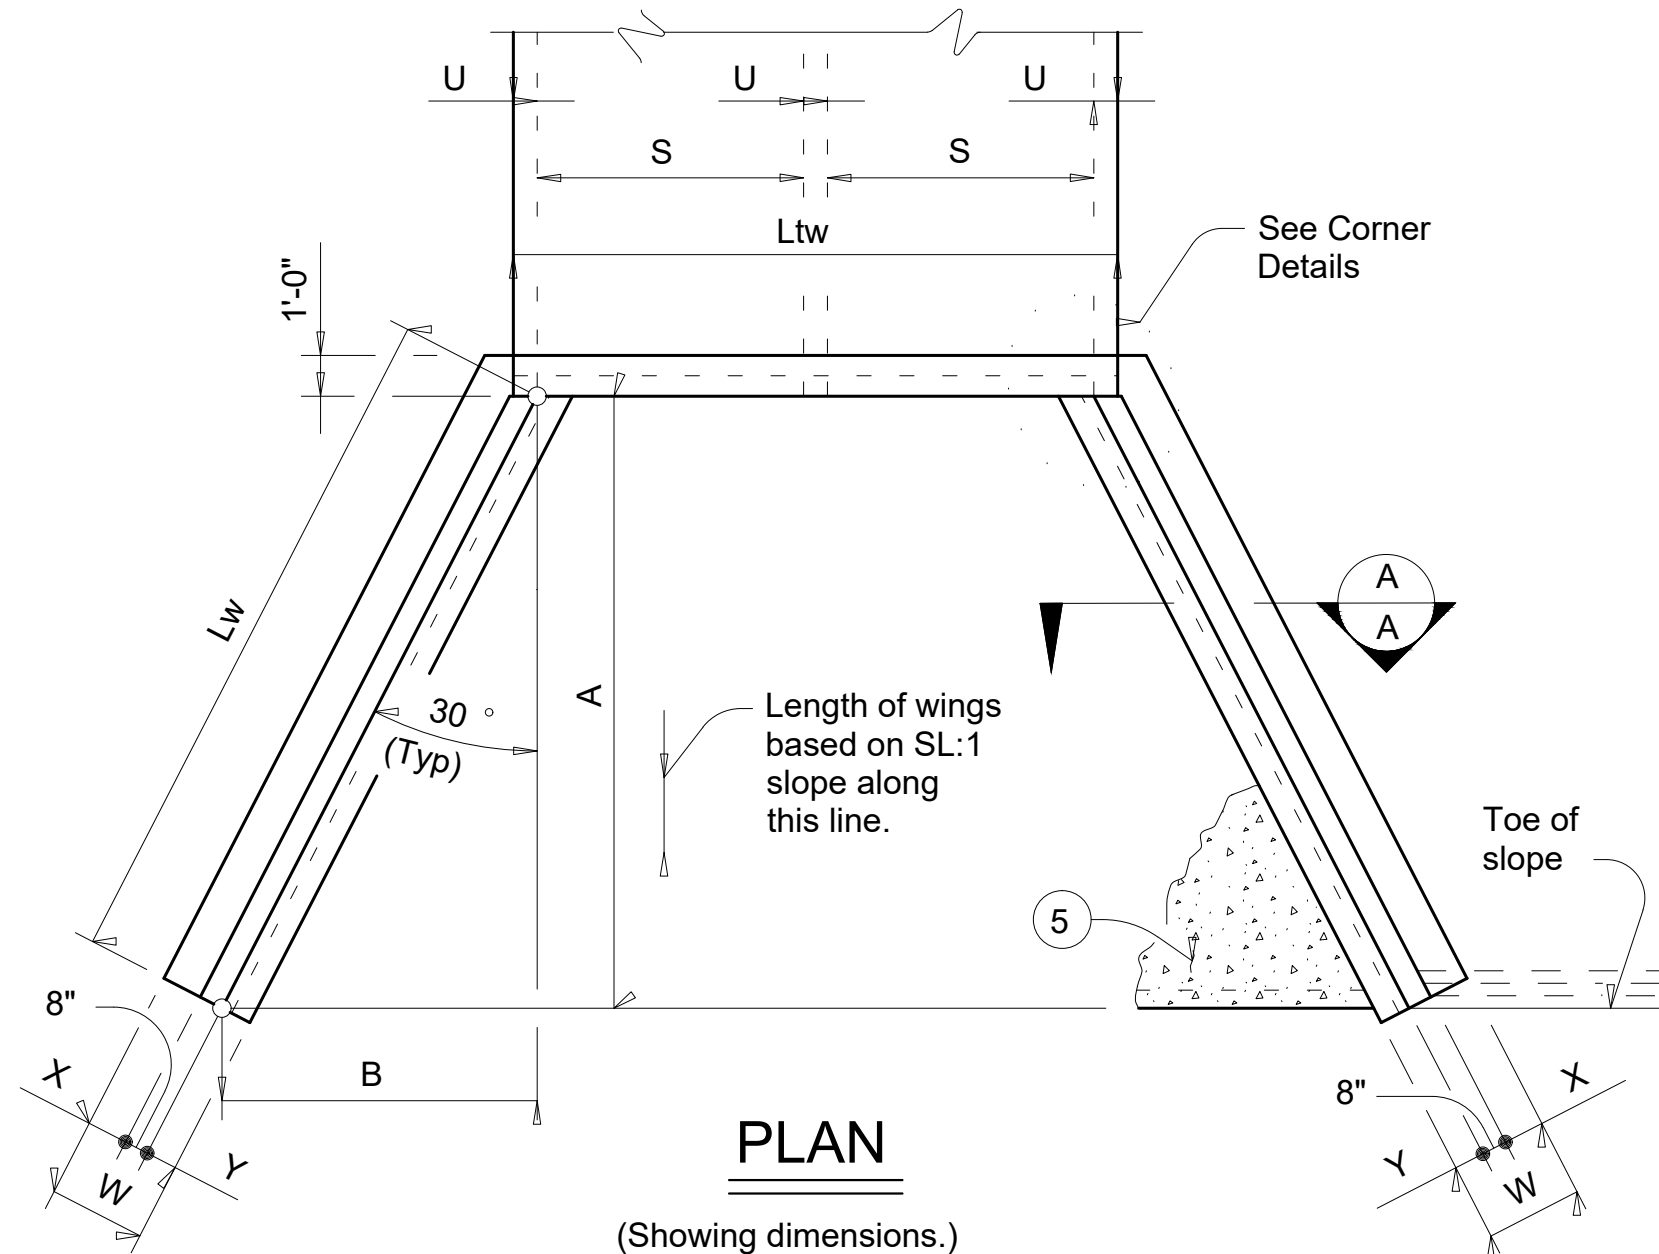 U
U
U
S
S
Ltw
See Corner
Details
1'-0"
Lw
A
A
A
30 °
(Typ)
Length of wings
based on SL:1
slope along
this line.
Toe of
slope
5
8"
X
B
8"
X
W
Y
Y
W
PLAN
(Showing dimensions.)